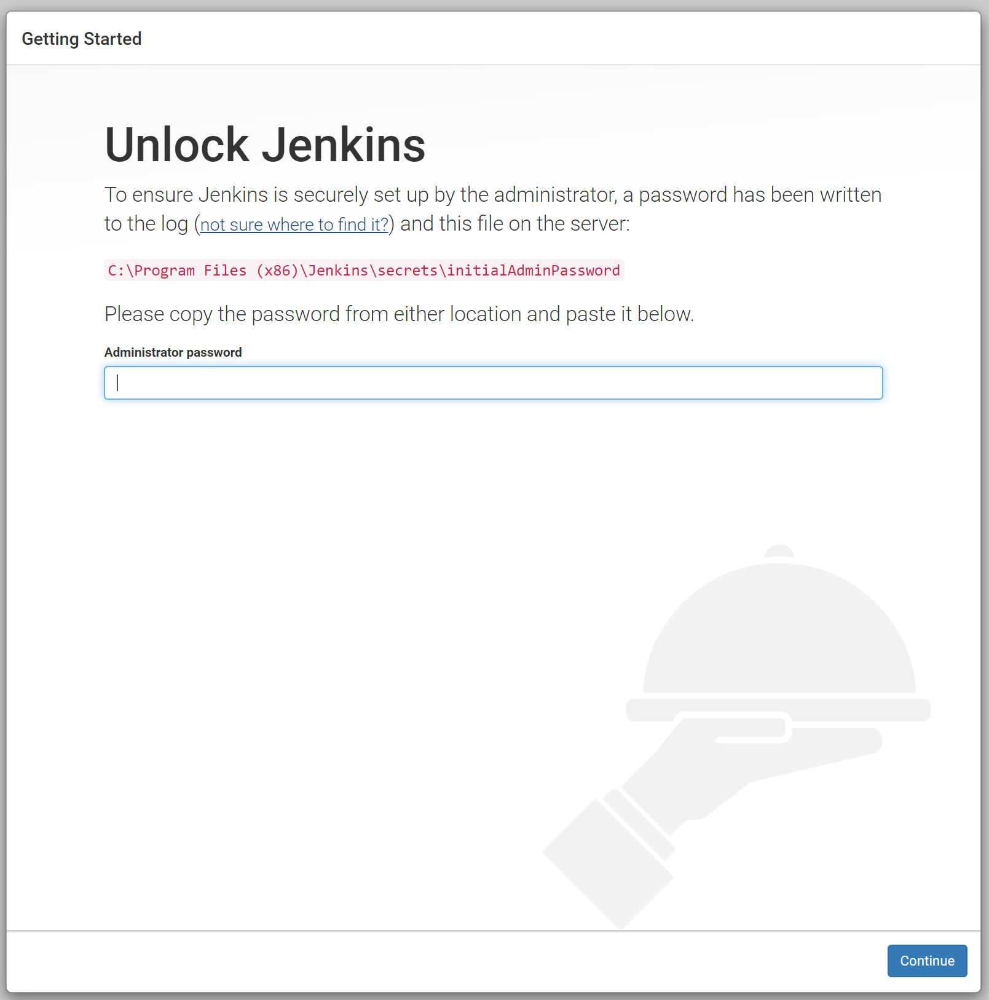 Getting Started
Unlock Jenkins
To ensure Jenkins is securely set up by the administrator, a password has been written
to the log (not sure where to find it?) and this file on the server:
C:\Program Files (x86)\Jenkins\secrets\initialAdminPassword
Please copy the password from either location and paste it below.
Administrator password
Continue